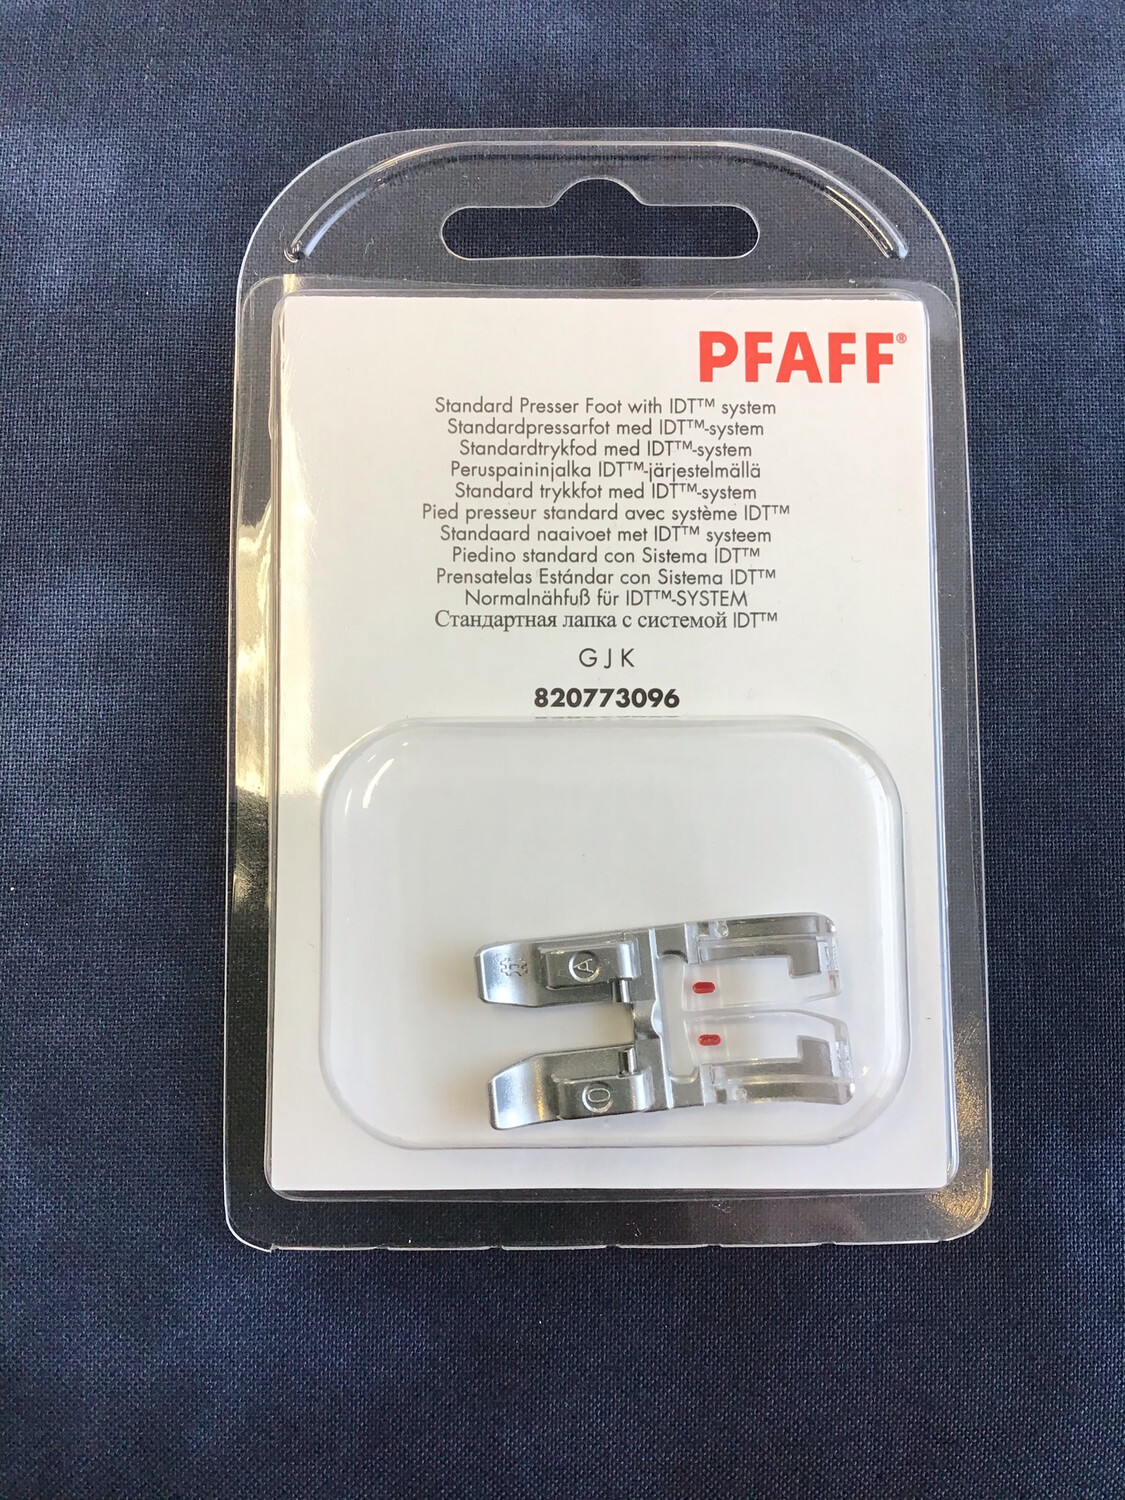 PFAFF®
Standard Presser Foot with IDT™ system
Standardpressarfot med IDT™-system
Standardtrykfod med IDT™-system
Peruspaininjalka IDT™-järjestelmällä
Standard trykkfot med IDT™-system
Pied presseur standard avec système IDT™
Standaard naaivoet met IDT™ systeem
Piedino standard con Sistema IDT™
Prensatelas Estándar con Sistema IDT™
Normalnähfuß für IDT™-SYSTEM
Стандартная лапка с системой IDT™
G J K
820773096
A
0